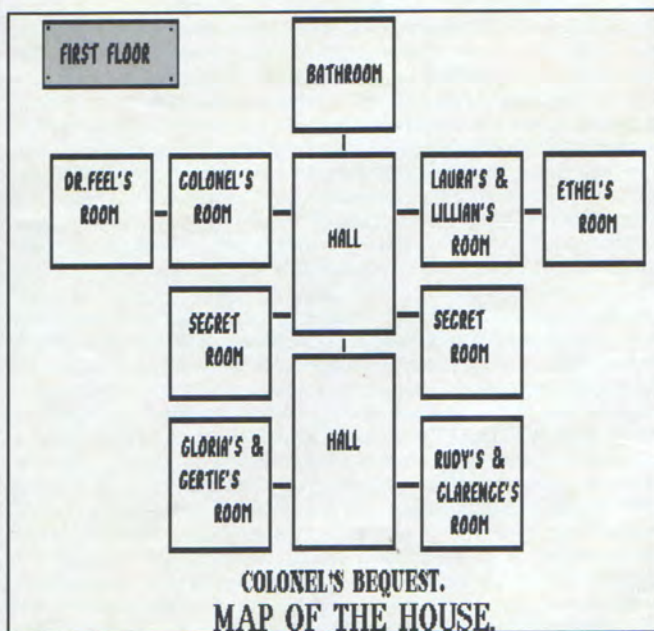 FIRST FLOOR
BATHROOM
DR.FEEL'S
ROOM
COLONEL'S
ROOM
HALL
LAURA'S &
LILLIAN'S
ROOM
ETHEL'S
ROOM
SECRET
ROOM
SECRET
ROOM
GLORIA'S &
GERTIE'S
ROOM
HALL
RUDY'S &
CLARENCE'S
ROOM
COLONEL'S BEQUEST.
MAP OF THE HOUSE.